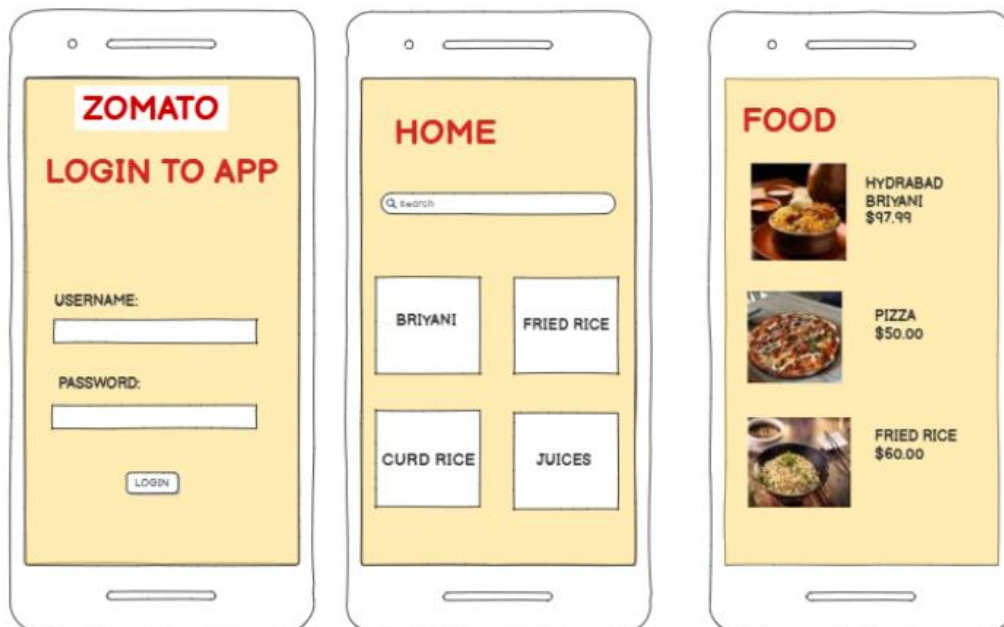 ZOMATO
LOGIN TO APP
USERNAME:
PASSWORD:
LOGIN
HOME
search
BRIYANI
FRIED RICE
CURD RICE
JUICES
FOOD
HYDRABAD
BRIYANI
$97.99
PIZZA
$50.00
FRIED RICE
$60.00